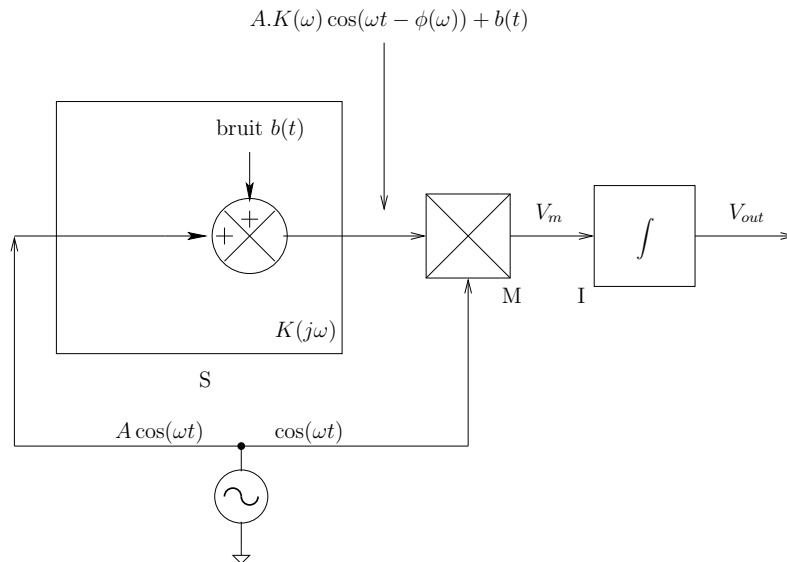 A.K(ω) cos(ωt − ϕ(ω)) + b(t)
bruit b(t)
+
+
V_m
V_out
∫
M
I
K(jω)
S
A cos(ωt)
cos(ωt)